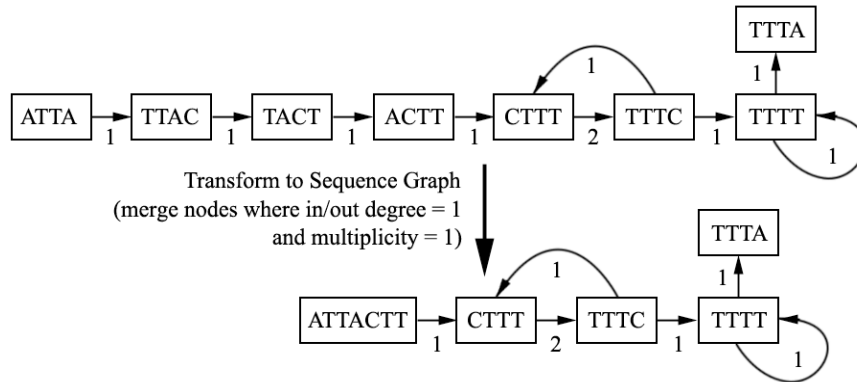 TTTA
1
1
ATTA TTAC TACT ACTT CTTT TTTC TTTT
1 1 1 1 2 1 1
Transform to Sequence Graph
(merge nodes where in/out degree = 1
and multiplicity = 1)
TTTA
1
1
ATTACTT CTTT TTTC TTTT
1 2 1 1